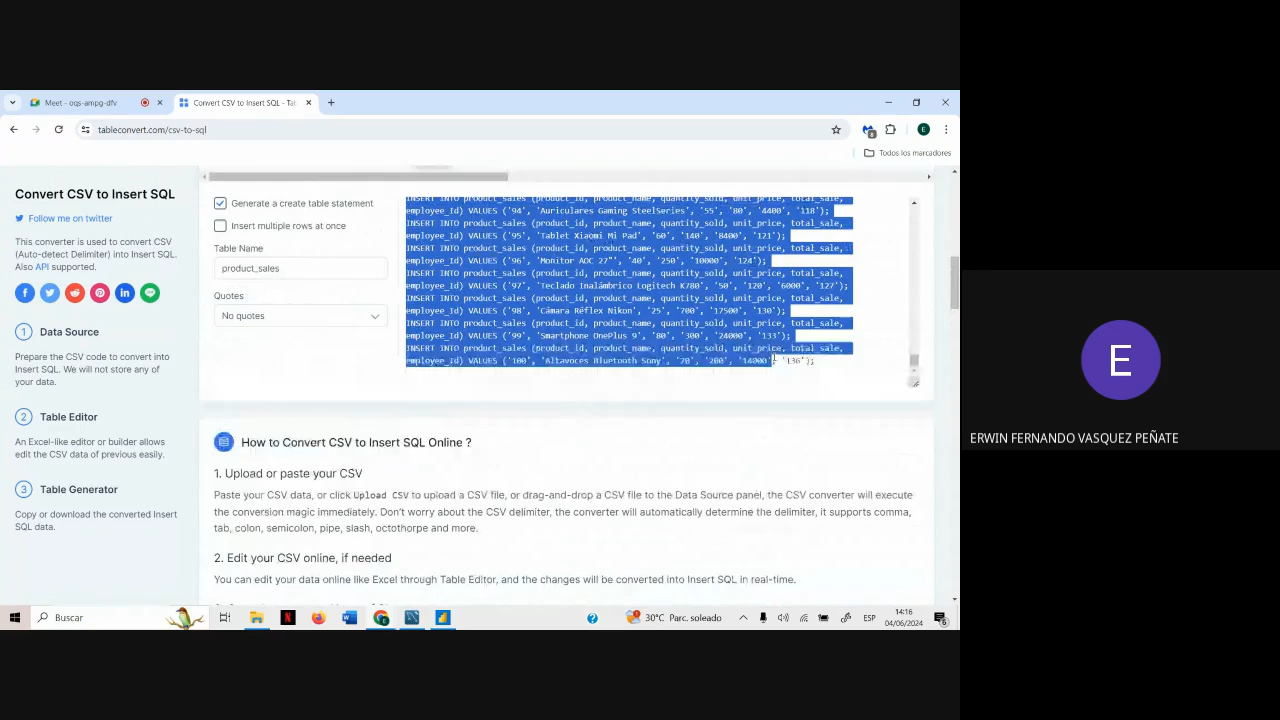 Meet - oqs-ampg-dfv
Convert CSV to Insert SQL - Tab
tableconvert.com/csv-to-sql
E
Todos los marcadores
Convert CSV to Insert SQL
Follow me on twitter
This converter is used to convert CSV
(Auto-detect Delimiter) into Insert SQL.
Also API supported.
1 Data Source
Prepare the CSV code to convert into
Insert SQL. We will not store any
of your data.
2 Table Editor
An Excel-like editor or builder allows
edit the CSV data of previous easily.
3 Table Generator
Copy or download the converted Insert
SQL data.
Generate a create table statement
Insert multiple rows at once
Table Name
product_sales
Quotes
No quotes
INSERT INTO product_sales (product_id, product_name, quantity_sold, unit_price, total_sale,
employee_Id) VALUES ('94', 'Auriculares Gaming SteelSeries', '55', '80', '4400', '118');
INSERT INTO product_sales (product_id, product_name, quantity_sold, unit_price, total_sale,
employee_Id) VALUES ('95', 'Tablet Xiaomi Mi Pad', '60', '140', '8400', '121');
INSERT INTO product_sales (product_id, product_name, quantity_sold, unit_price, total_sale,
employee_Id) VALUES ('96', 'Monitor AOC 27"', '40', '250', '10000', '124');
INSERT INTO product_sales (product_id, product_name, quantity_sold, unit_price, total_sale,
employee_Id) VALUES ('97', 'Teclado Inalámbrico Logitech K780', '50', '120', '6000', '127');
INSERT INTO product_sales (product_id, product_name, quantity_sold, unit_price, total_sale,
employee_Id) VALUES ('98', 'Cámara Réflex Nikon', '25', '700', '17500', '130');
INSERT INTO product_sales (product_id, product_name, quantity_sold, unit_price, total_sale,
employee_Id) VALUES ('99', 'Smartphone OnePlus 9', '80', '300', '24000', '133');
INSERT INTO product_sales (product_id, product_name, quantity_sold, unit_price, total_sale,
employee_Id) VALUES ('100', 'Altavoces Bluetooth Sony', '70', '200', '14000', '136');
How to Convert CSV to Insert SQL Online ?
1. Upload or paste your CSV
Paste your CSV data, or click Upload CSV to upload a CSV file, or drag-and-drop a CSV file to the Data Source panel, the CSV converter will execute
the conversion magic immediately. Don't worry about the CSV delimiter, the converter will automatically determine the delimiter, it supports comma,
tab, colon, semicolon, pipe, slash, octothorpe and more.
2. Edit your CSV online, if needed
You can edit your data online like Excel through Table Editor, and the changes will be converted into Insert SQL in real-time.
Buscar
30°C Parc. soleado
ESP
14:16
04/06/2024
E
ERWIN FERNANDO VASQUEZ PEÑATE